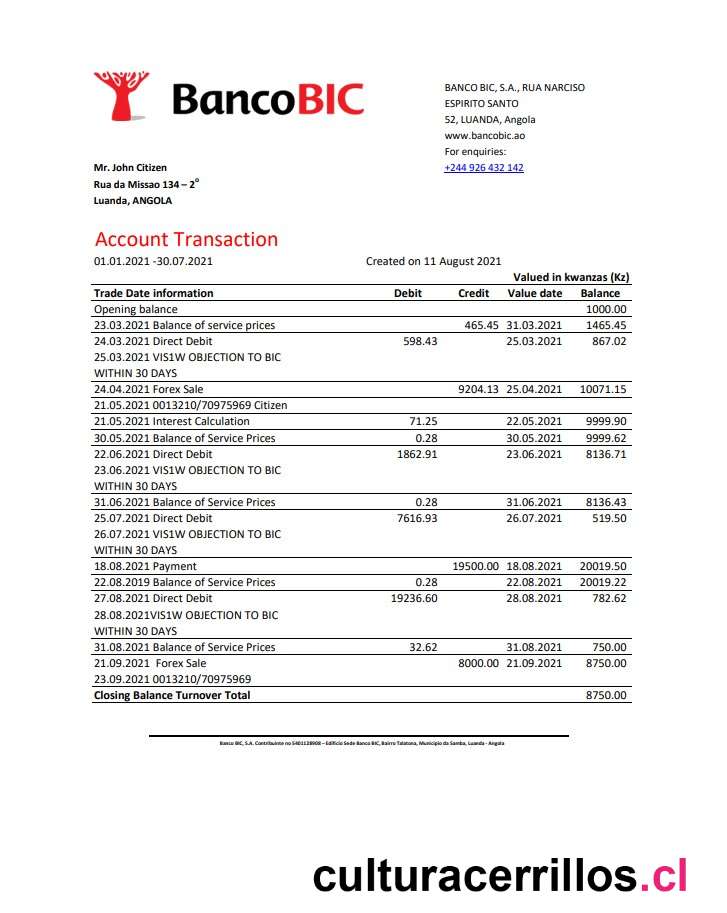 BancoBIC
BANCO BIC, S.A., RUA NARCISO
ESPIRITO SANTO
52, LUANDA, Angola
www.bancobic.ao
For enquiries:
+244 926 432 142
Mr. John Citizen
Rua da Missao 134 – 2º
Luanda, ANGOLA
Account Transaction
01.01.2021 -30.07.2021 Created on 11 August 2021
Valued in kwanzas (Kz)
Trade Date information Debit Credit Value date Balance
Opening balance 1000.00
23.03.2021 Balance of service prices 465.45 31.03.2021 1465.45
24.03.2021 Direct Debit 598.43 25.03.2021 867.02
25.03.2021 VIS1W OBJECTION TO BIC
WITHIN 30 DAYS
24.04.2021 Forex Sale 9204.13 25.04.2021 10071.15
21.05.2021 0013210/70975969 Citizen
21.05.2021 Interest Calculation 71.25 22.05.2021 9999.90
30.05.2021 Balance of Service Prices 0.28 30.05.2021 9999.62
22.06.2021 Direct Debit 1862.91 23.06.2021 8136.71
23.06.2021 VIS1W OBJECTION TO BIC
WITHIN 30 DAYS
31.06.2021 Balance of Service Prices 0.28 31.06.2021 8136.43
25.07.2021 Direct Debit 7616.93 26.07.2021 519.50
26.07.2021 VIS1W OBJECTION TO BIC
WITHIN 30 DAYS
18.08.2021 Payment 19500.00 18.08.2021 20019.50
22.08.2019 Balance of Service Prices 0.28 22.08.2021 20019.22
27.08.2021 Direct Debit 19236.60 28.08.2021 782.62
28.08.2021VIS1W OBJECTION TO BIC
WITHIN 30 DAYS
31.08.2021 Balance of Service Prices 32.62 31.08.2021 750.00
21.09.2021 Forex Sale 8000.00 21.09.2021 8750.00
23.09.2021 0013210/70975969
Closing Balance Turnover Total 8750.00
Banco BIC, S.A. Contribuinte no 5401128908 – Edifício Sede Banco BIC, Bairro Talatona, Município da Samba, Luanda - Angola
culturacerrillos.cl